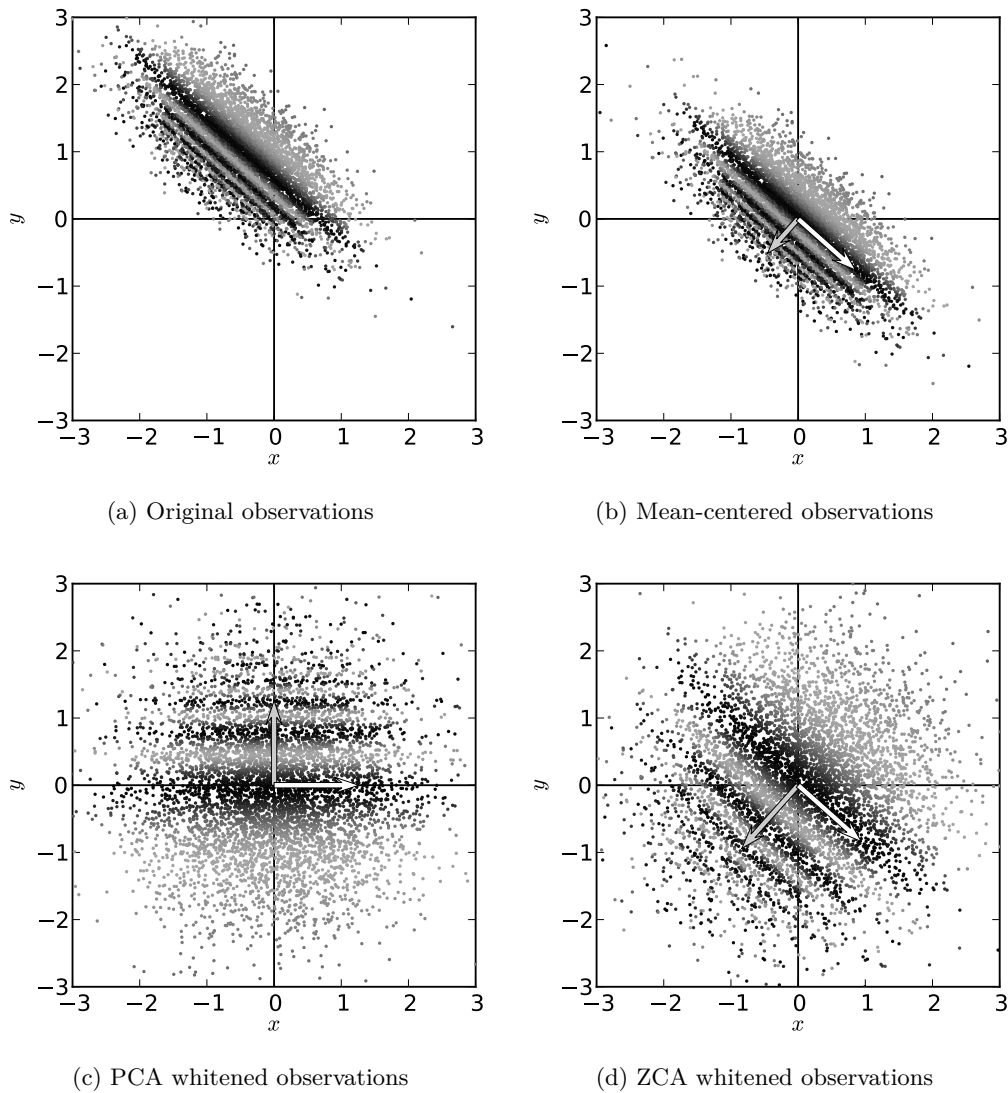 3
2
1
0
−1
−2
−3
y
−3 −2 −1 0 1 2 3
x
(a) Original observations
3
2
1
0
−1
−2
−3
y
−3 −2 −1 0 1 2 3
x
(b) Mean-centered observations
3
2
1
0
−1
−2
−3
y
−3 −2 −1 0 1 2 3
x
(c) PCA whitened observations
3
2
1
0
−1
−2
−3
y
−3 −2 −1 0 1 2 3
x
(d) ZCA whitened observations